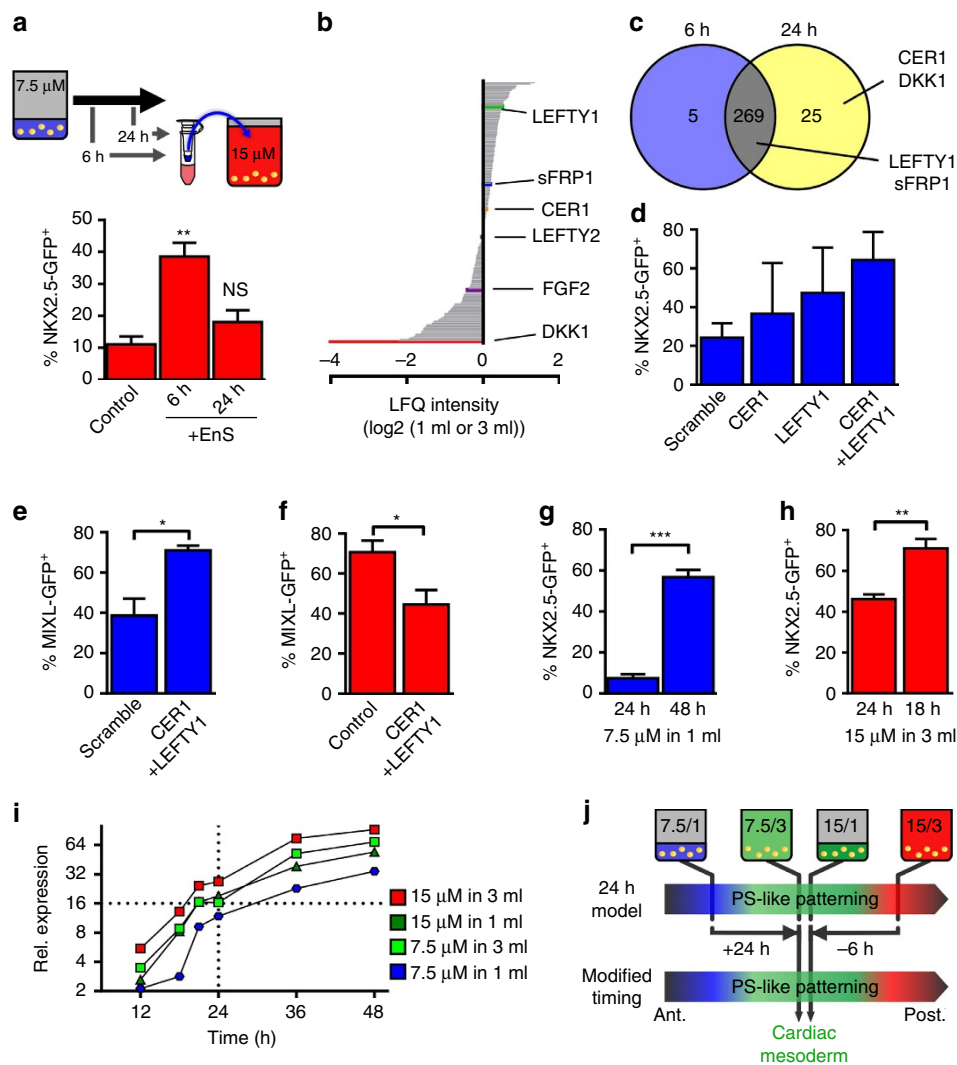 a
7.5 μM
24 h
6 h
15 μM
% NKX2.5-GFP+
50
40
30
20
10
0
**
NS
Control
6 h
24 h
+EnS
b
LEFTY1
sFRP1
CER1
LEFTY2
FGF2
DKK1
−4
−2
0
2
LFQ intensity
(log2 (1 ml or 3 ml))
c
6 h
24 h
CER1
DKK1
5
269
25
LEFTY1
sFRP1
d
% NKX2.5-GFP+
80
60
40
20
0
Scramble
CER1
LEFTY1
CER1
+LEFTY1
e
% MIXL-GFP+
80
60
40
20
0
*
Scramble
CER1
+LEFTY1
f
% MIXL-GFP+
80
60
40
20
0
*
Control
CER1
+LEFTY1
g
% NKX2.5-GFP+
80
60
40
20
0
***
24 h
48 h
7.5 μM in 1 ml
h
% NKX2.5-GFP+
80
60
40
20
0
**
24 h
18 h
15 μM in 3 ml
i
Rel. expression
64
32
16
8
4
2
12
24
36
48
Time (h)
15 μM in 3 ml
15 μM in 1 ml
7.5 μM in 3 ml
7.5 μM in 1 ml
j
7.5/1
7.5/3
15/1
15/3
24 h
model
PS-like patterning
+24 h
−6 h
Modified
timing
PS-like patterning
Ant.
Post.
Cardiac
mesoderm